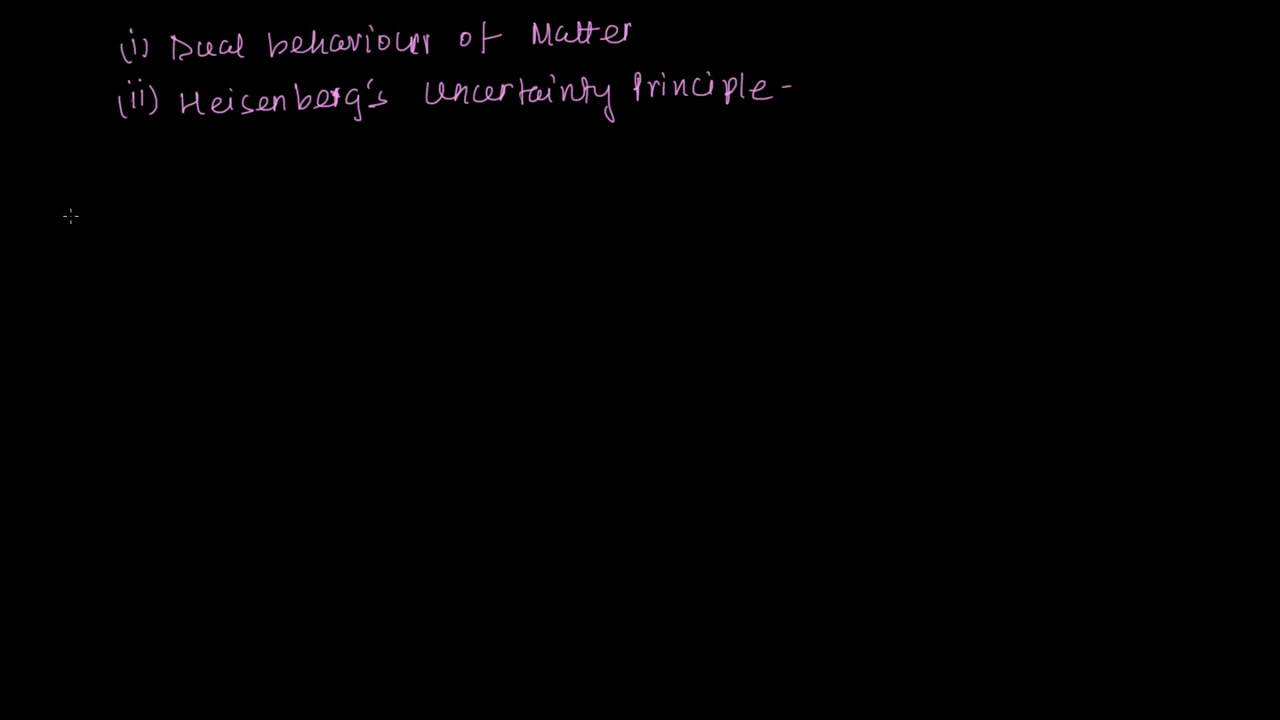 (i) Dual behaviour of Matter
(ii) Heisenberg's Uncertainty Principle -